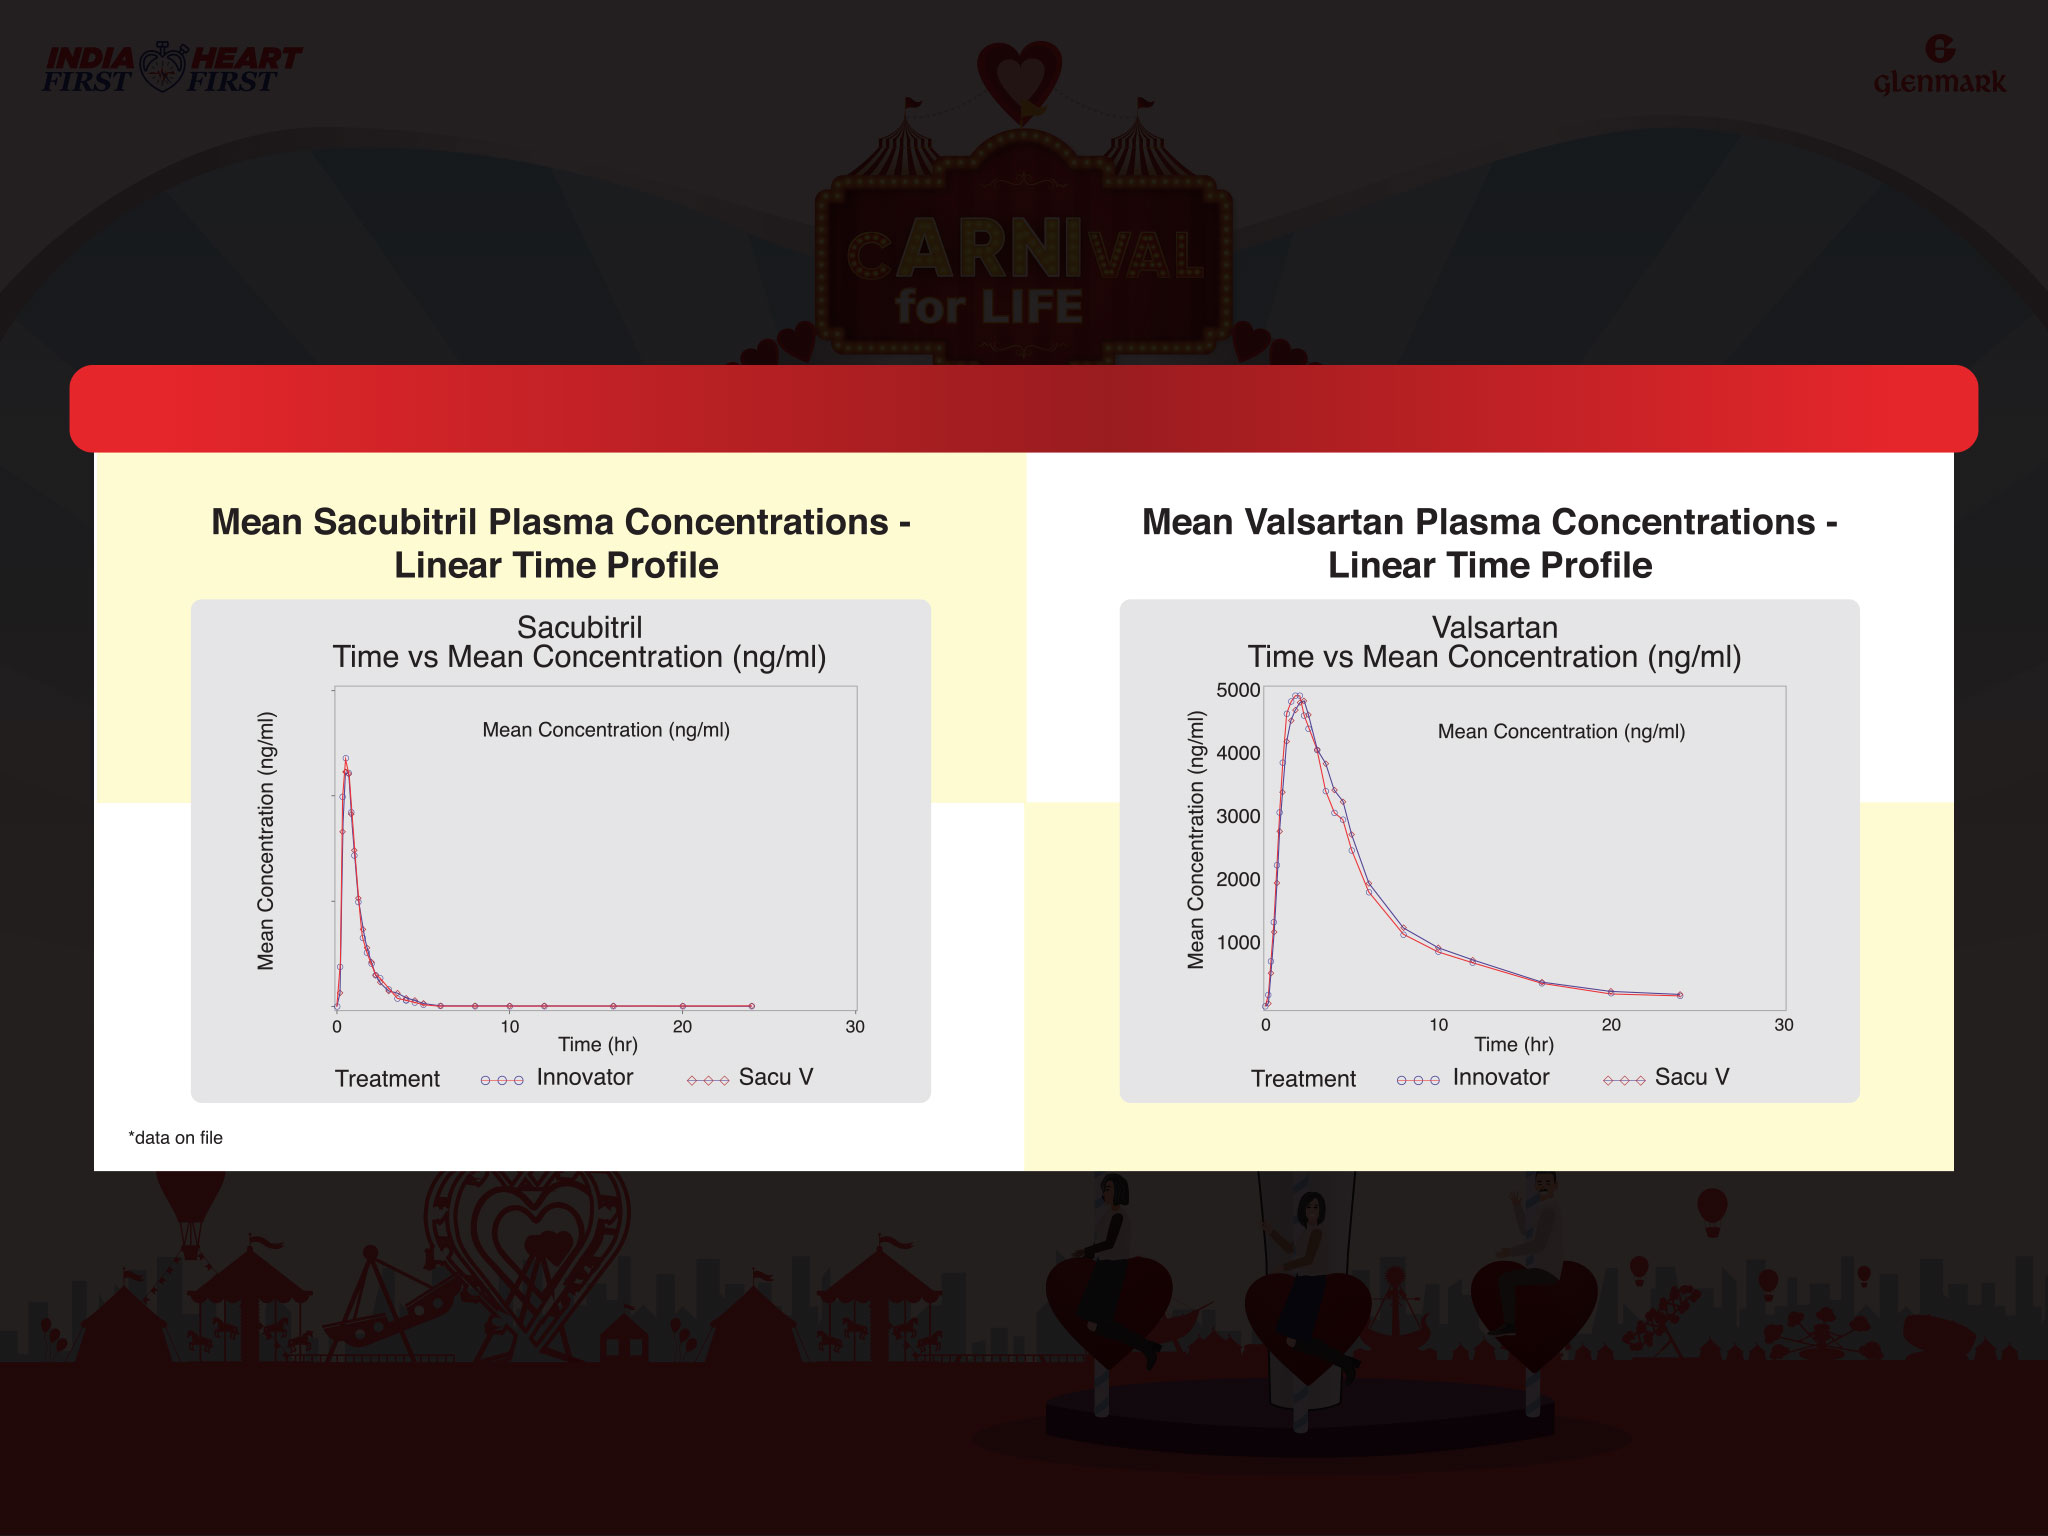 INDIA HEART
FIRST FIRST
G
glenmark
cARNIVAL
for LIFE
Mean Sacubitril Plasma Concentrations -
Linear Time Profile
Sacubitril
Time vs Mean Concentration (ng/ml)
Mean Concentration (ng/ml)
Mean Concentration (ng/ml)
0 10 20 30
Time (hr)
Treatment Innovator Sacu V
*data on file
Mean Valsartan Plasma Concentrations -
Linear Time Profile
Valsartan
Time vs Mean Concentration (ng/ml)
Mean Concentration (ng/ml)
5000
4000
3000
2000
1000
Mean Concentration (ng/ml)
0 10 20 30
Time (hr)
Treatment Innovator Sacu V